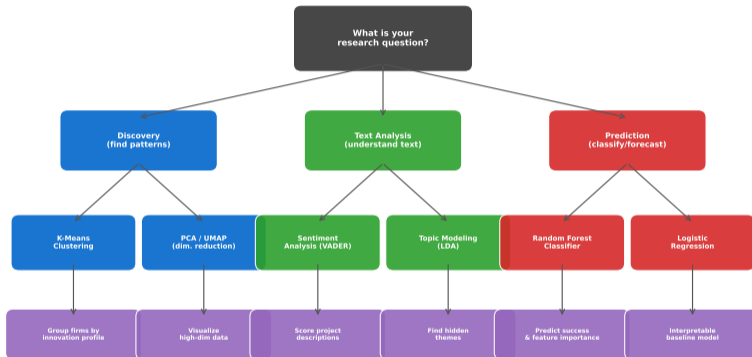 What is your
research question?
Discovery
(find patterns)
Text Analysis
(understand text)
Prediction
(classify/forecast)
K-Means
Clustering
PCA / UMAP
(dim. reduction)
Sentiment
Analysis (VADER)
Topic Modeling
(LDA)
Random Forest
Classifier
Logistic
Regression
Group firms by
innovation profile
Visualize
high-dim data
Score project
descriptions
Find hidden
themes
Predict success
& feature importance
Interpretable
baseline model